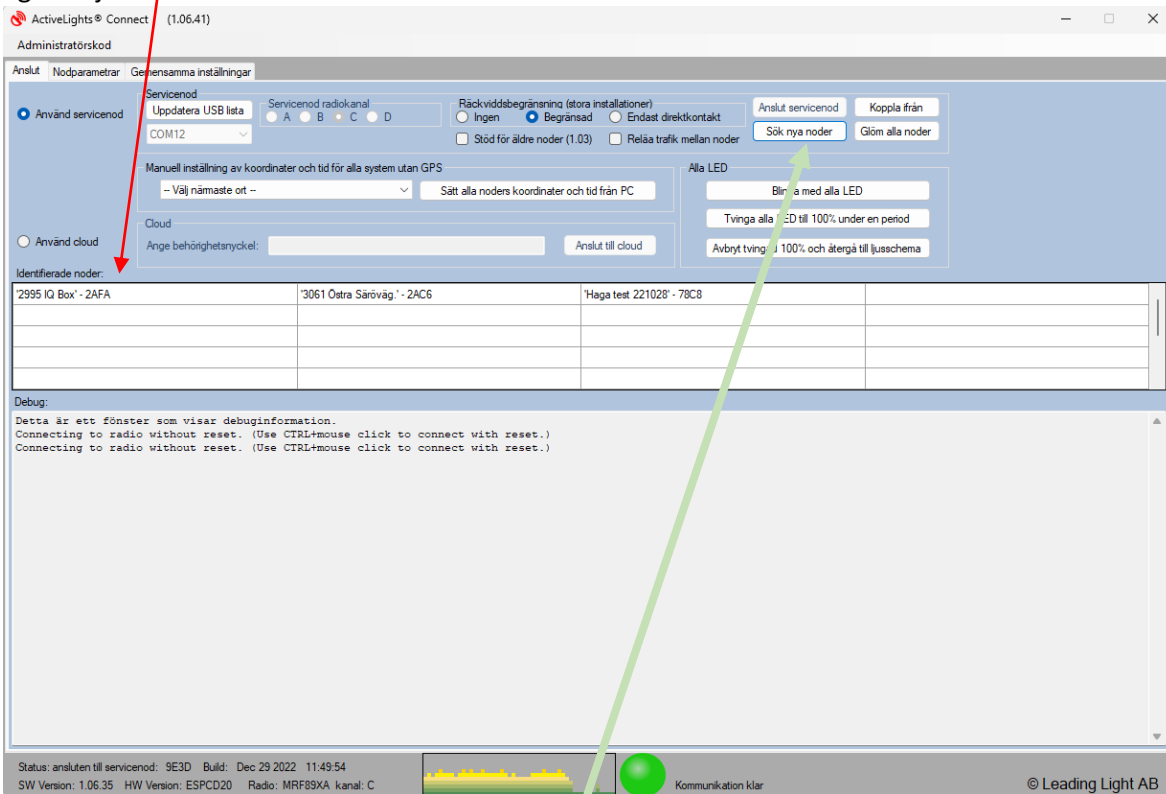 ActiveLights® Connect (1.06.41)
Administratörskod
Anslut Nodparametrar Gemensamma inställningar
Använd servicenod
Servicenod
Uppdatera USB lista
COM12
Servicenod radiokanal
A B C D
Räckviddsbegränsning (stora installationer)
Ingen Begränsad Endast direktkontakt
Stöd för äldre noder (1.03) Reläa trafik mellan noder
Anslut servicenod Koppla ifrån
Sök nya noder Glöm alla noder
Manuell inställning av koordinater och tid för alla system utan GPS
-- Välj närmaste ort -- Sätt alla noders koordinater och tid från PC
Alla LED
med alla LED
Tvinga alla LED till 100% under en period
Avbryt 100% och återgå till ljusschema
Använd cloud
Cloud
Ange behörighetsnyckel: Anslut till cloud
Identifierade noder:
'2995 IQ Box' - 2AFA '3061 Östra Säröväg.' - 2AC6 'Haga test 221028' - 78C8
Debug:
Detta är ett fönster som visar debuginformation.
Connecting to radio without reset. (Use CTRL+mouse click to connect with reset.)
Connecting to radio without reset. (Use CTRL+mouse click to connect with reset.)
Status: ansluten till servicenod: 9E3D Build: Dec 29 2022 11:49:54
SW Version: 1.06.35 HW Version: ESPCD20 Radio: MRF89XA kanal: C
Kommunikation klar
© Leading Light AB